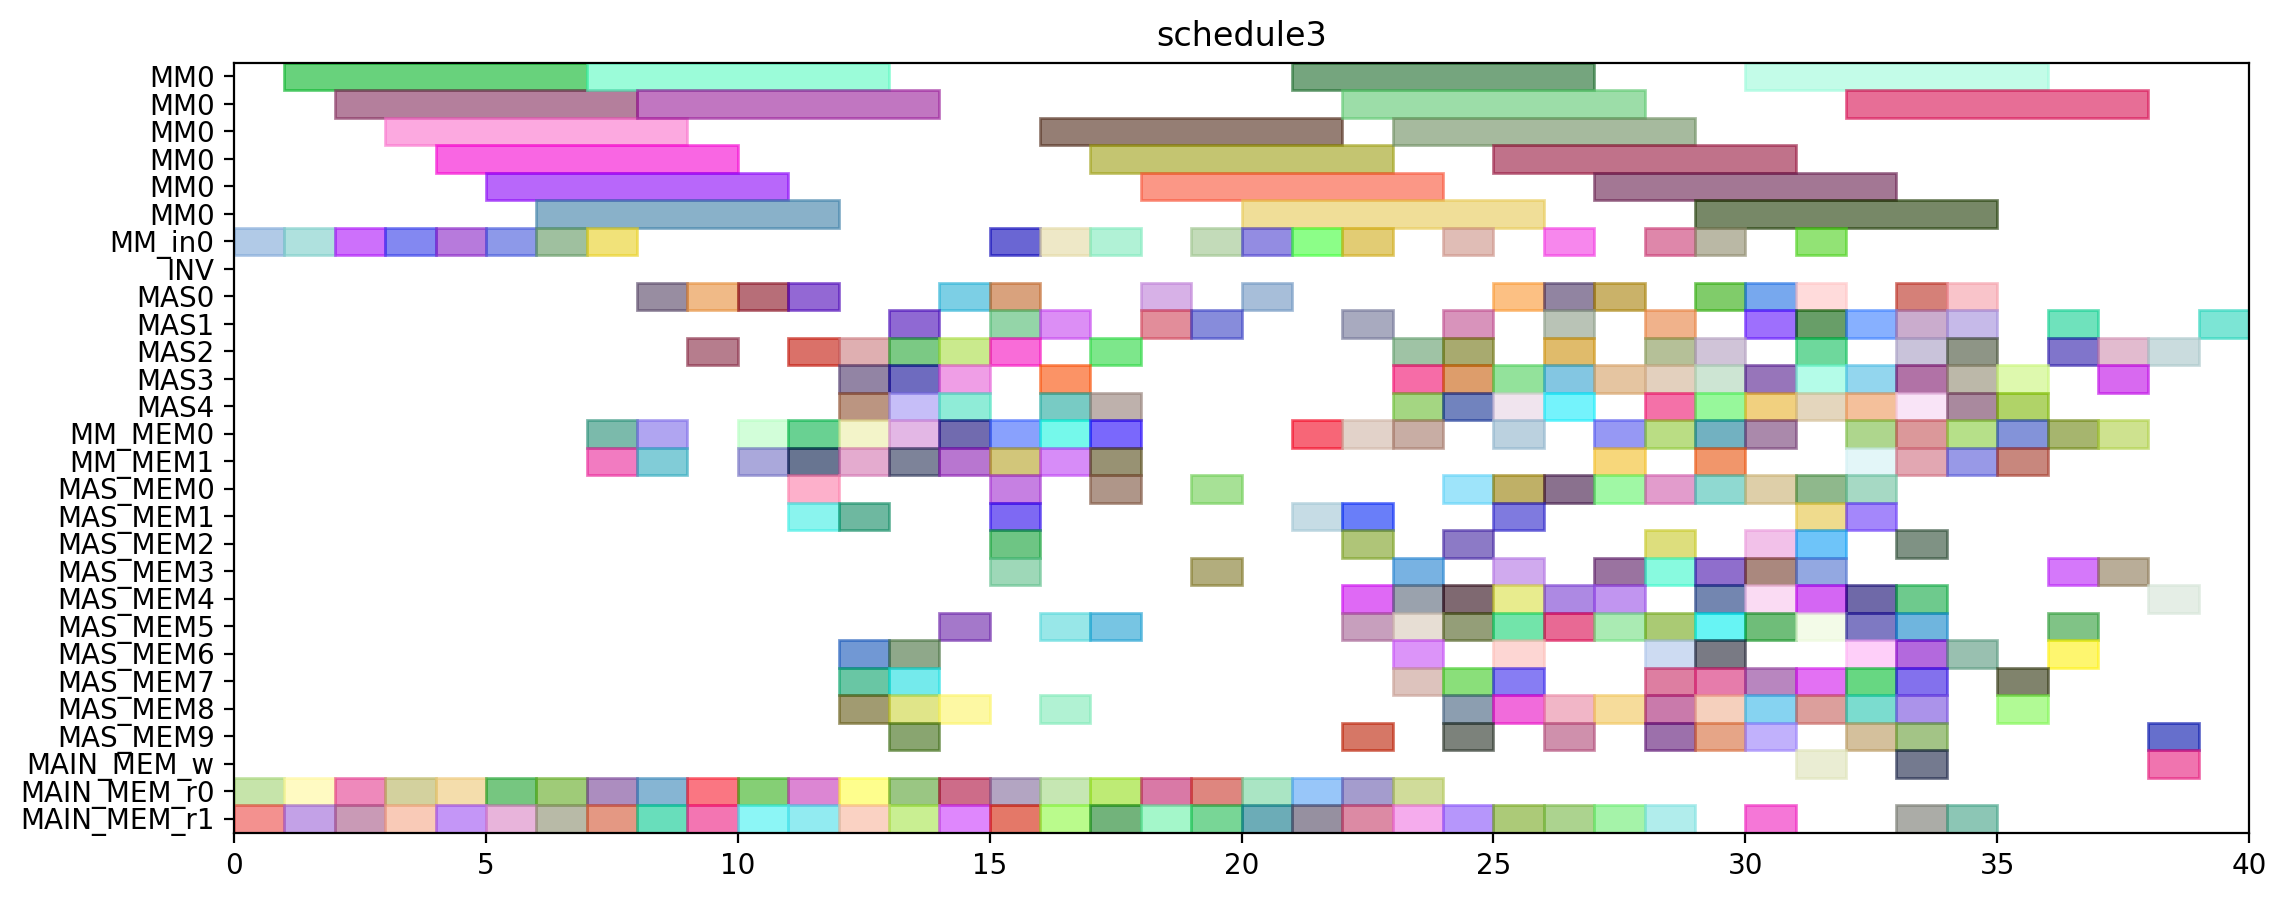 schedule3
MM0
MM0
MM0
MM0
MM0
MM0
MM_in0
INV
MAS0
MAS1
MAS2
MAS3
MAS4
MM_MEM0
MM_MEM1
MAS_MEM0
MAS_MEM1
MAS_MEM2
MAS_MEM3
MAS_MEM4
MAS_MEM5
MAS_MEM6
MAS_MEM7
MAS_MEM8
MAS_MEM9
MAIN_MEM_w
MAIN_MEM_r0
MAIN_MEM_r1
0 5 10 15 20 25 30 35 40